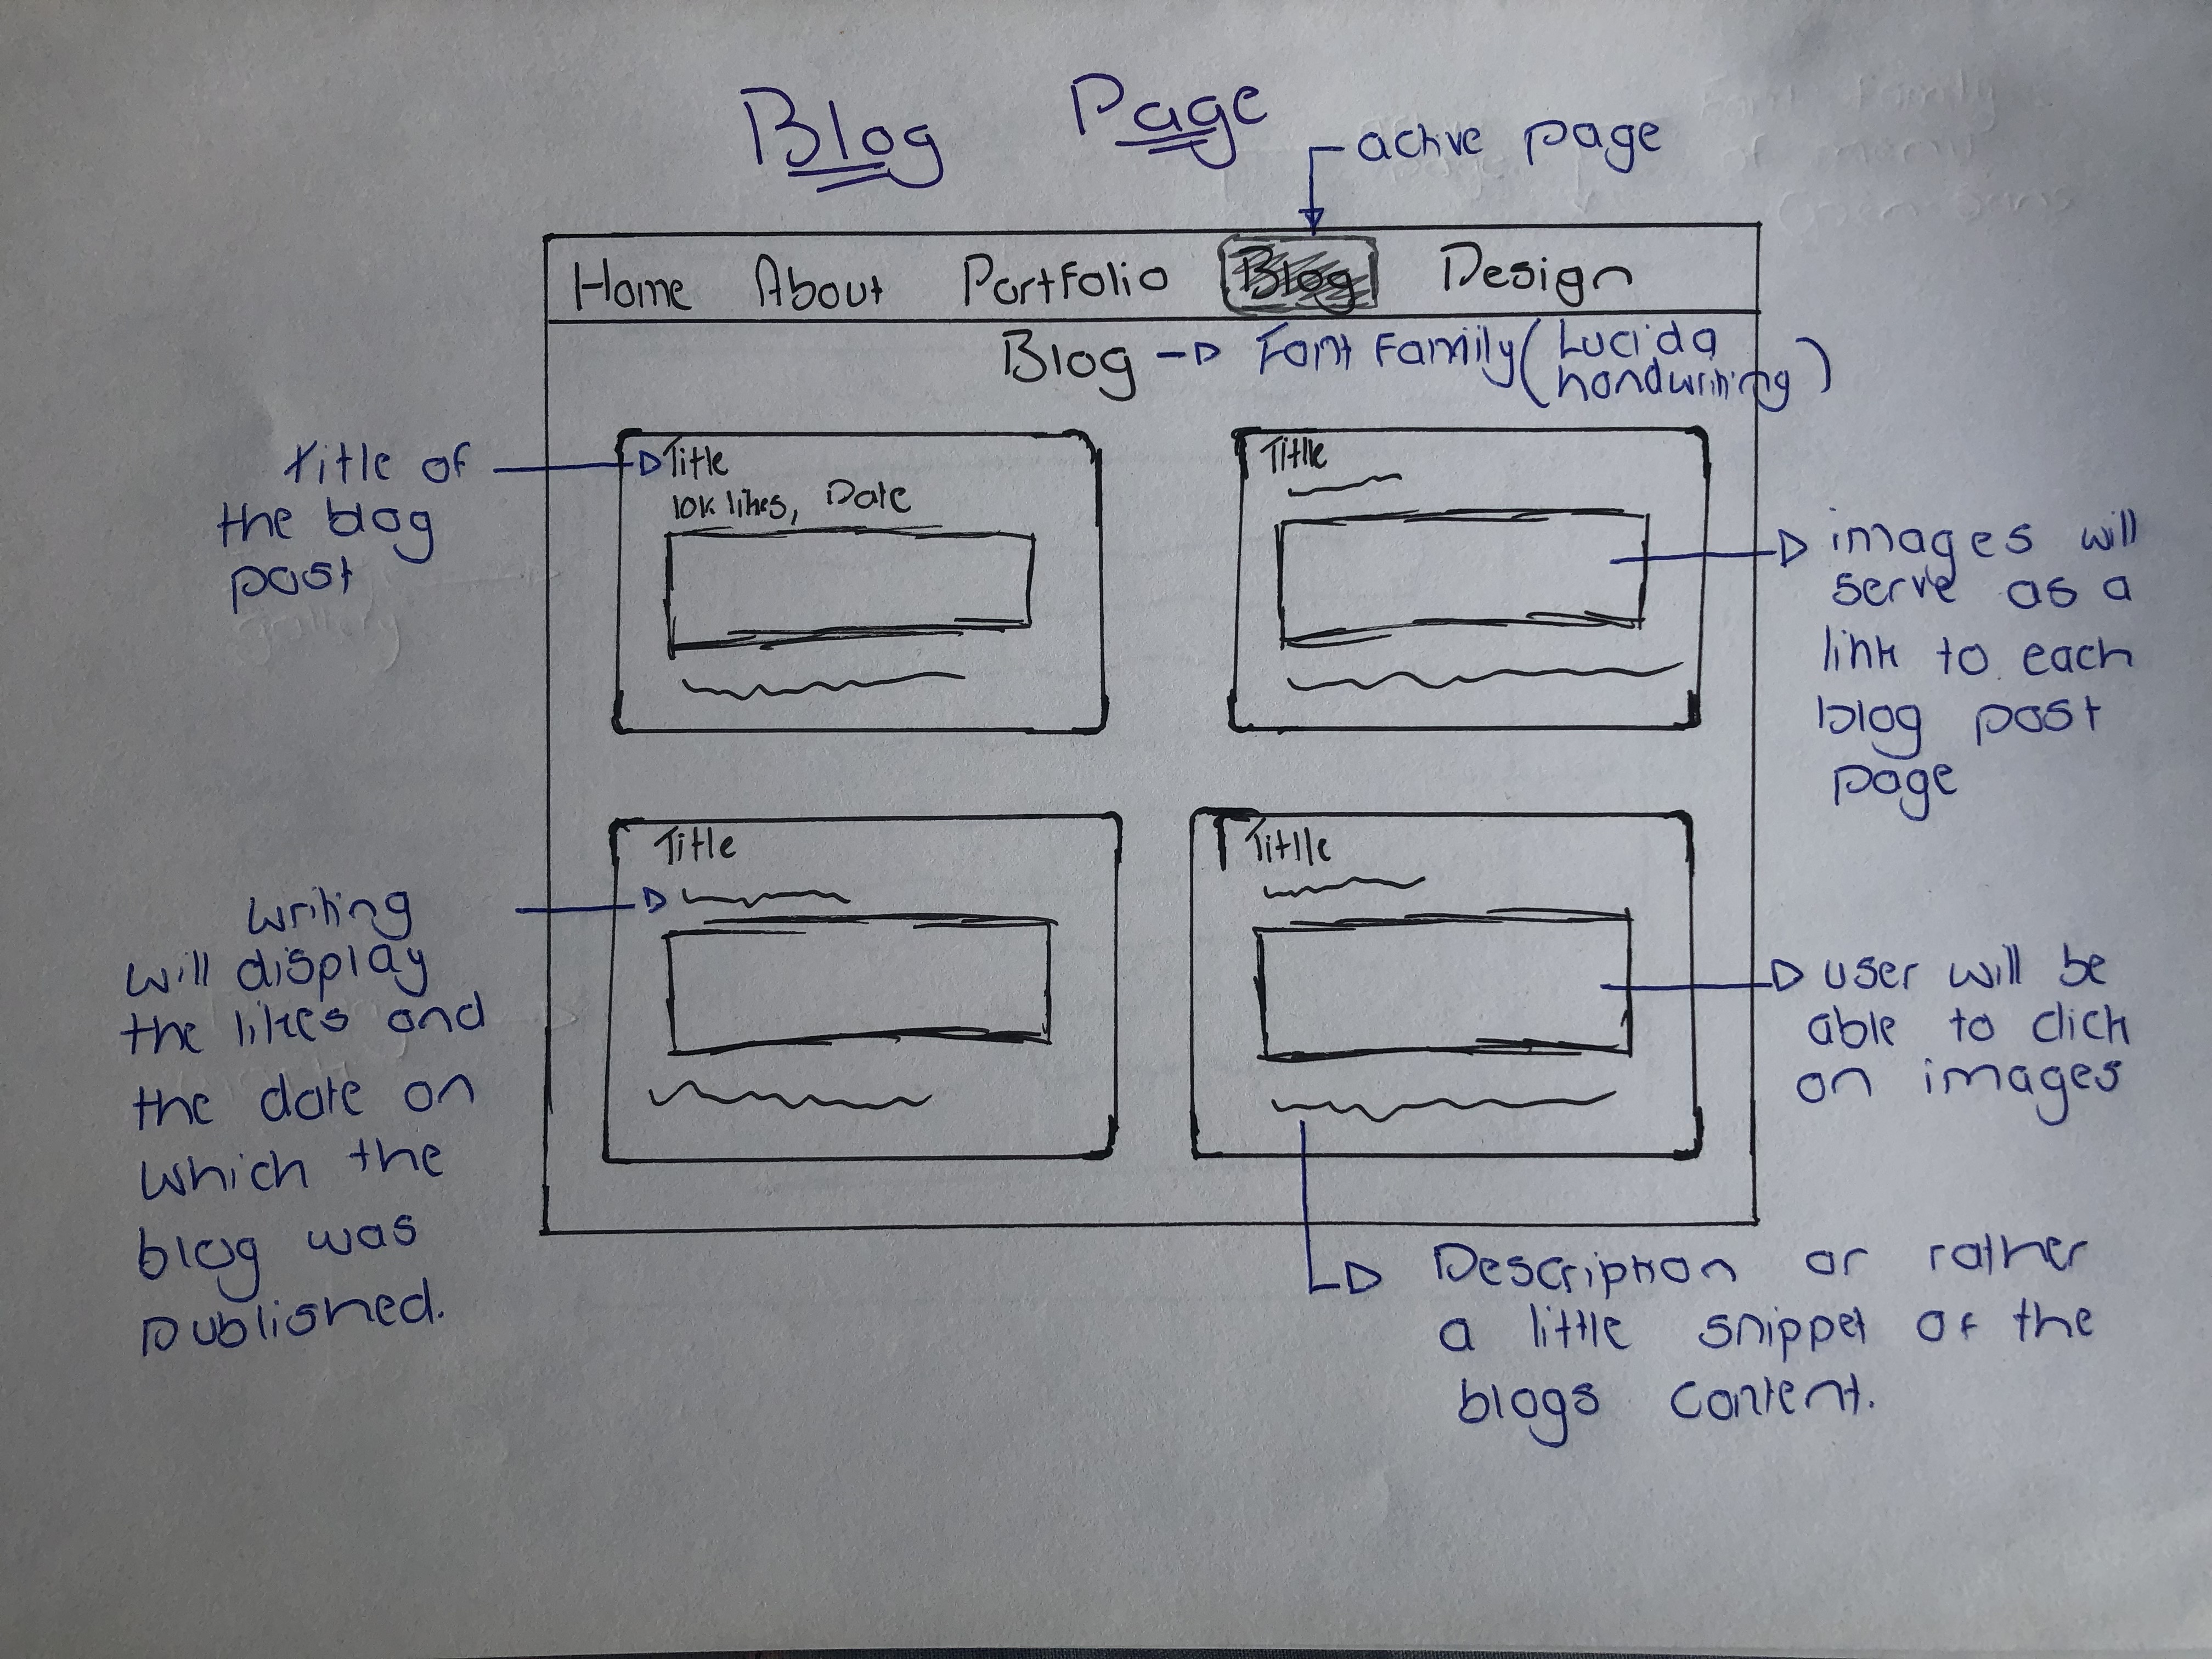 Blog Page
active page
Home About Portfolio Blog Design
Blog Font Family (Lucida
handwriting)
Title of
the blog
post
Title
10k likes, Date
Title
images will
serve as a
link to each
blog post
page
Title
Titlle
writing
will display
the likes and
the date on
which the
blog was
published.
user will be
able to click
on images
Description or rather
a little snippet of the
blogs content.